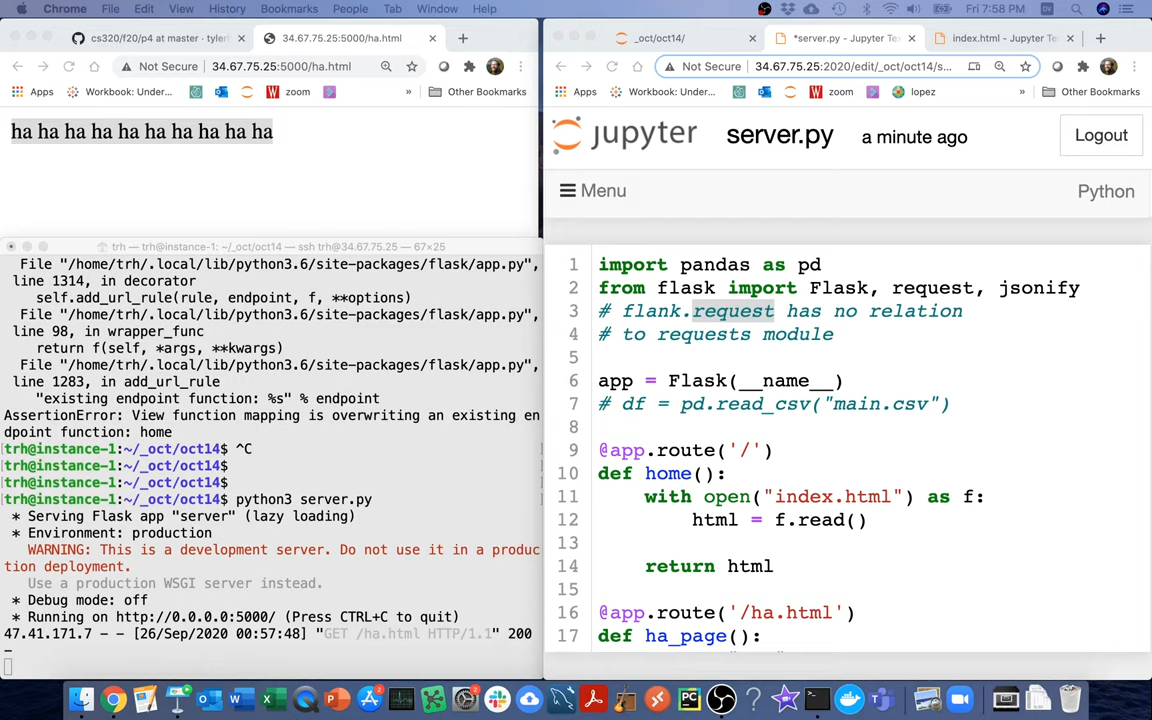 Chrome File Edit View History Bookmarks People Tab Window Help
Fri 7:58 PM
cs320/f20/p4 at master · tyler
34.67.75.25:5000/ha.html
Not Secure 34.67.75.25:5000/ha.html
Apps Workbook: Under... zoom » Other Bookmarks
ha ha ha ha ha ha ha ha ha ha
trh — trh@instance-1: ~/_oct/oct14 — ssh trh@34.67.75.25 — 67×25
File "/home/trh/.local/lib/python3.6/site-packages/flask/app.py",
line 1314, in decorator
self.add_url_rule(rule, endpoint, f, **options)
File "/home/trh/.local/lib/python3.6/site-packages/flask/app.py",
line 98, in wrapper_func
return f(self, *args, **kwargs)
File "/home/trh/.local/lib/python3.6/site-packages/flask/app.py",
line 1283, in add_url_rule
"existing endpoint function: %s" % endpoint
AssertionError: View function mapping is overwriting an existing en
dpoint function: home
trh@instance-1:~/_oct/oct14$ ^C
trh@instance-1:~/_oct/oct14$
trh@instance-1:~/_oct/oct14$
trh@instance-1:~/_oct/oct14$ python3 server.py
* Serving Flask app "server" (lazy loading)
* Environment: production
WARNING: This is a development server. Do not use it in a produc
tion deployment.
Use a production WSGI server instead.
* Debug mode: off
* Running on http://0.0.0.0:5000/ (Press CTRL+C to quit)
47.41.171.7 - - [26/Sep/2020 00:57:48] "GET /ha.html HTTP/1.1" 200
-
_oct/oct14/
*server.py - Jupyter Tex
index.html - Jupyter Te
Not Secure 34.67.75.25:2020/edit/_oct/oct14/s...
Apps Workbook: Under... zoom lopez » Other Bookmarks
jupyter server.py a minute ago Logout
Menu Python
1 import pandas as pd
2 from flask import Flask, request, jsonify
3 # flank.request has no relation
4 # to requests module
5
6 app = Flask(__name__)
7 # df = pd.read_csv("main.csv")
8
9 @app.route('/')
10 def home():
11 with open("index.html") as f:
12 html = f.read()
13
14 return html
15
16 @app.route('/ha.html')
17 def ha_page():